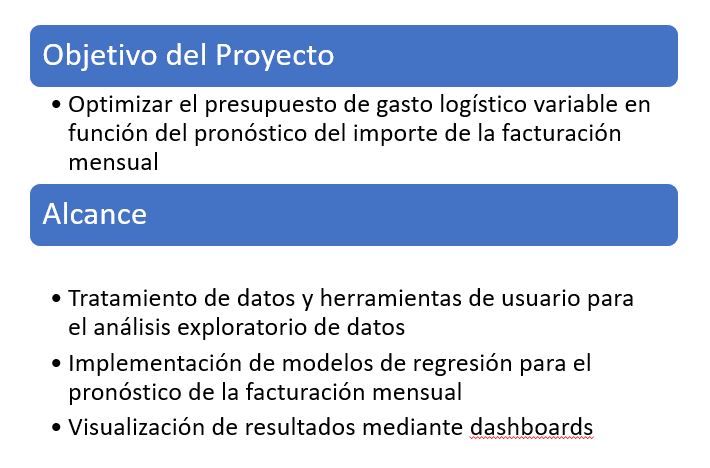 Objetivo del Proyecto
• Optimizar el presupuesto de gasto logístico variable en
función del pronóstico del importe de la facturación
mensual
Alcance
• Tratamiento de datos y herramientas de usuario para
el análisis exploratorio de datos
• Implementación de modelos de regresión para el
pronóstico de la facturación mensual
• Visualización de resultados mediante dashboards